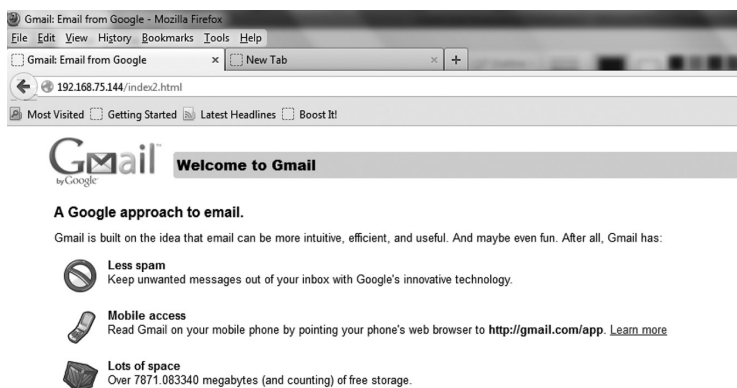 Gmail: Email from Google - Mozilla Firefox
File Edit View History Bookmarks Tools Help
Gmail: Email from Google × New Tab × +
192.168.75.144/index2.html
Most Visited Getting Started Latest Headlines Boost It!
Gmail™ Welcome to Gmail
by Google
A Google approach to email.
Gmail is built on the idea that email can be more intuitive, efficient, and useful. And maybe even fun. After all, Gmail has:
Less spam
Keep unwanted messages out of your inbox with Google's innovative technology.
Mobile access
Read Gmail on your mobile phone by pointing your phone's web browser to http://gmail.com/app. Learn more
Lots of space
Over 7871.083340 megabytes (and counting) of free storage.